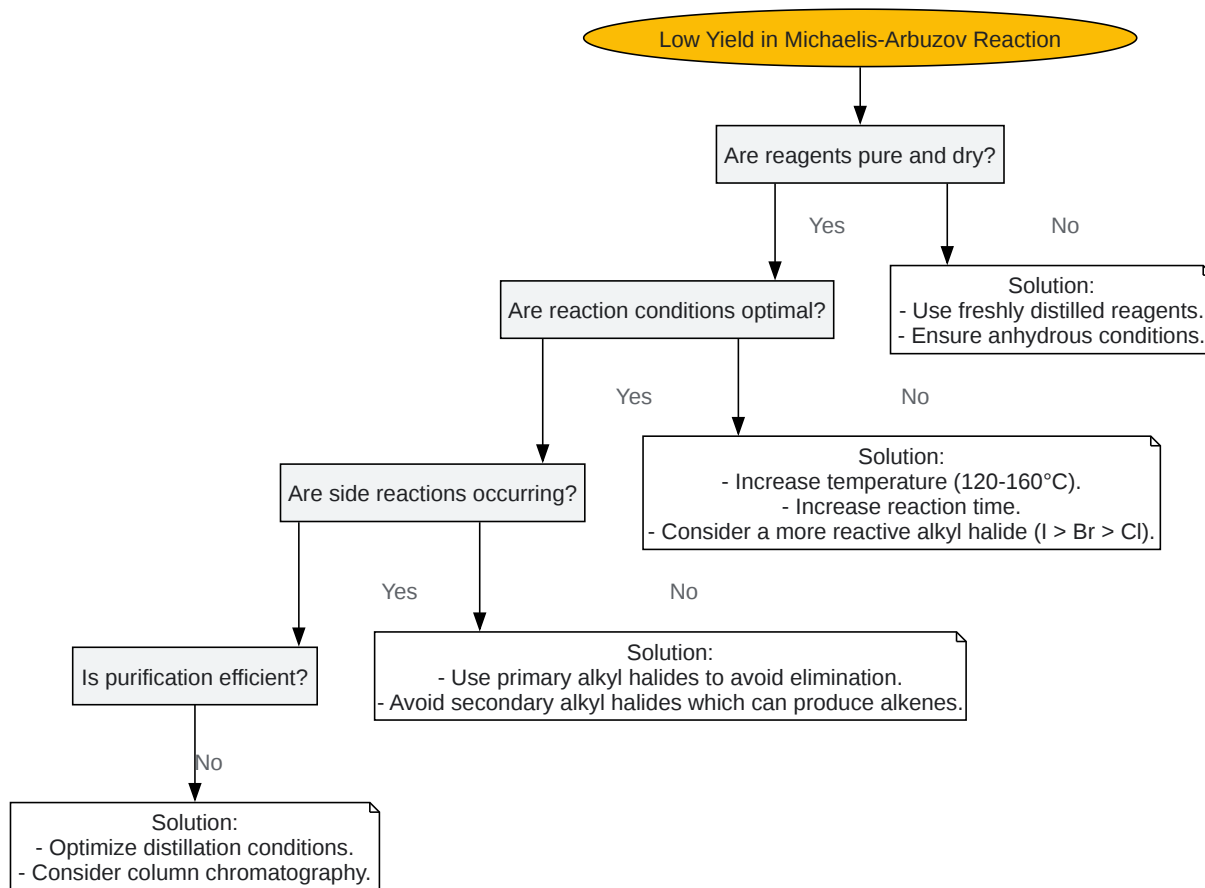 Low Yield in Michaelis-Arbuzov Reaction
Are reagents pure and dry?
Yes
No
Are reaction conditions optimal?
Solution:
- Use freshly distilled reagents.
- Ensure anhydrous conditions.
Yes
No
Are side reactions occurring?
Solution:
- Increase temperature (120-160°C).
- Increase reaction time.
- Consider a more reactive alkyl halide (I > Br > Cl).
Yes
No
Is purification efficient?
Solution:
- Use primary alkyl halides to avoid elimination.
- Avoid secondary alkyl halides which can produce alkenes.
No
Solution:
- Optimize distillation conditions.
- Consider column chromatography.